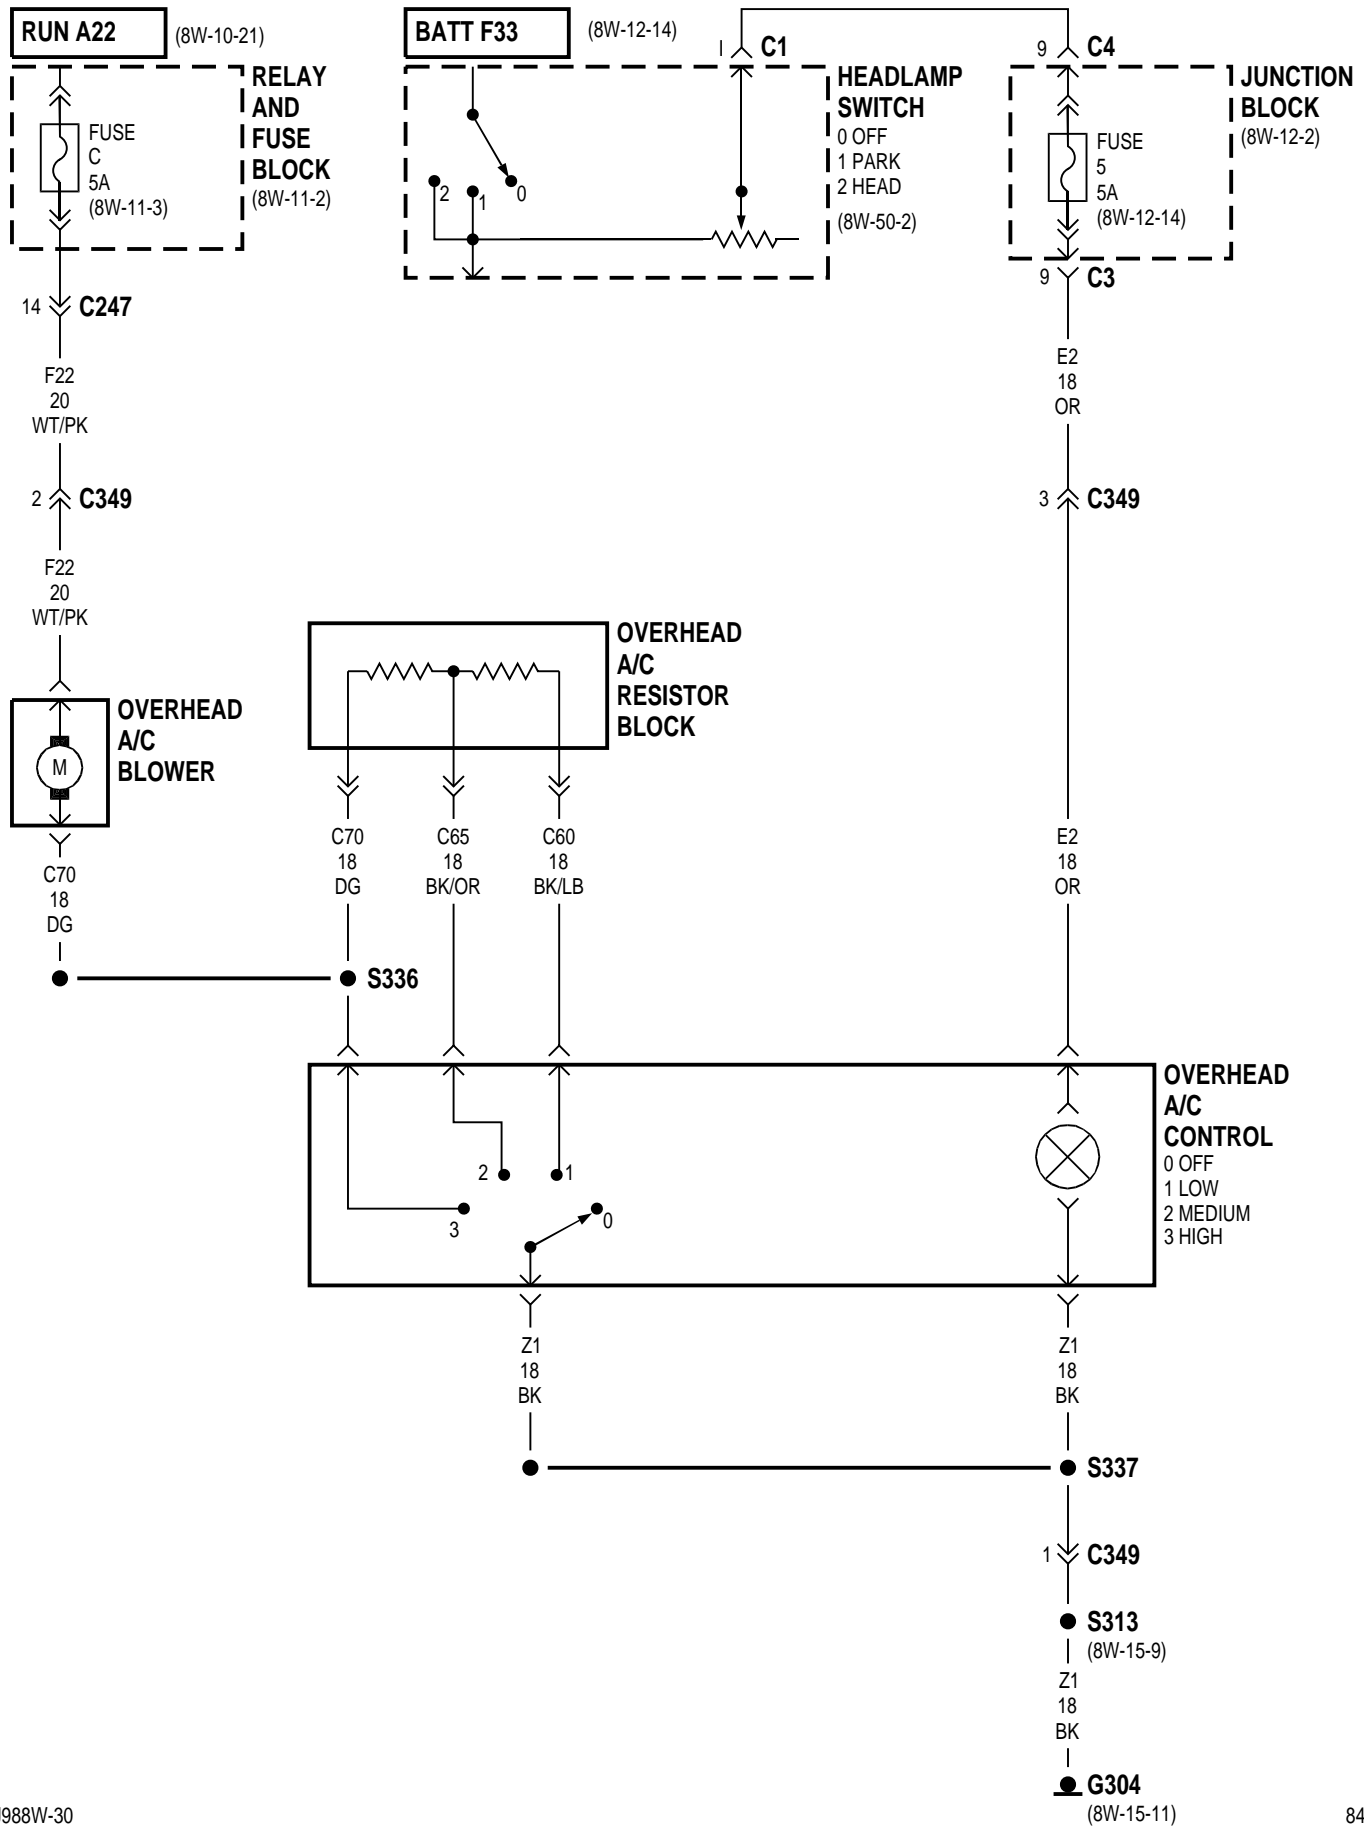 RUN A22
(8W-10-21)
BATT F33
(8W-12-14)
I
C1
9
C4
RELAY
AND
FUSE
BLOCK
(8W-11-2)
FUSE
C
5A
(8W-11-3)
2
1
0
HEADLAMP
SWITCH
0 OFF
1 PARK
2 HEAD
(8W-50-2)
FUSE
5
5A
(8W-12-14)
JUNCTION
BLOCK
(8W-12-2)
14
C247
9
C3
F22
20
WT/PK
E2
18
OR
2
C349
3
C349
F22
20
WT/PK
OVERHEAD
A/C
RESISTOR
BLOCK
M
OVERHEAD
A/C
BLOWER
C70
18
DG
C70
18
DG
C65
18
BK/OR
C60
18
BK/LB
E2
18
OR
S336
OVERHEAD
A/C
CONTROL
0 OFF
1 LOW
2 MEDIUM
3 HIGH
2
1
3
0
Z1
18
BK
Z1
18
BK
S337
1
C349
S313
(8W-15-9)
Z1
18
BK
G304
(8W-15-11)
988W-30
84